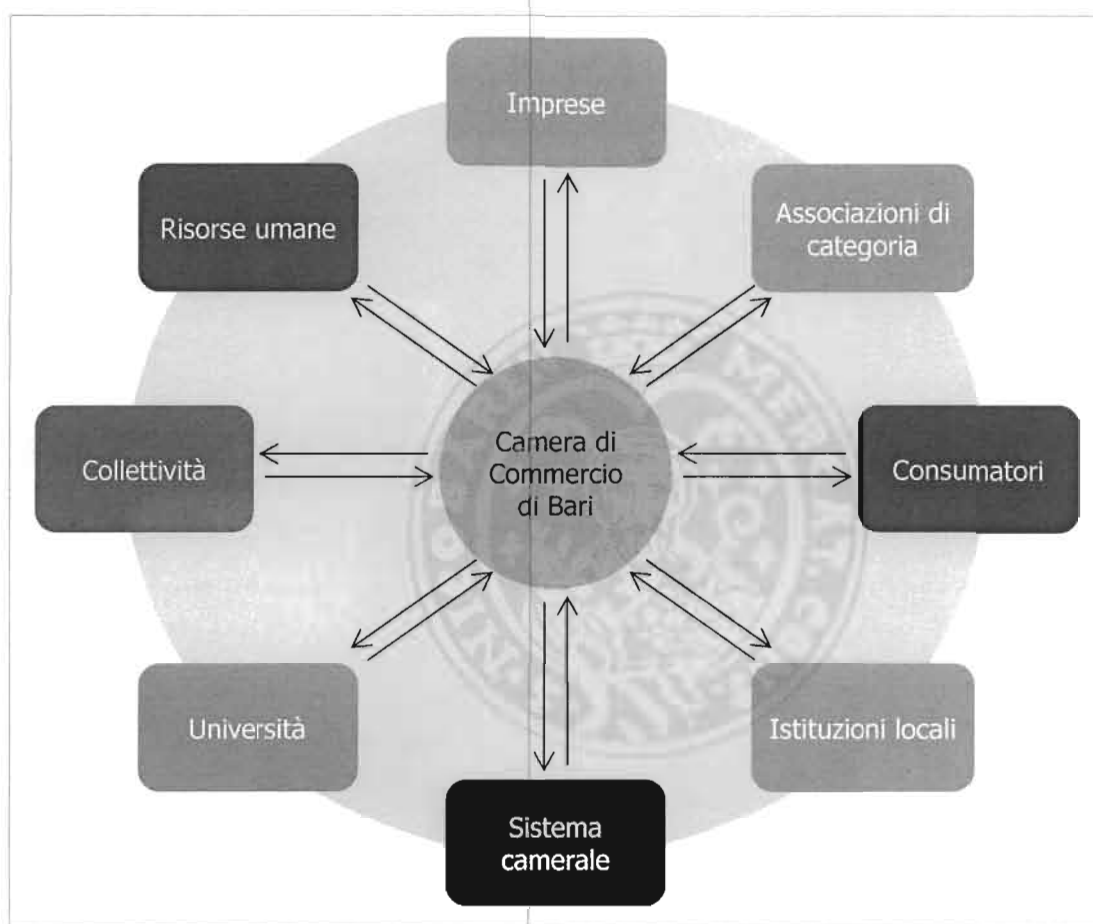 Imprese
Associazioni di
categoria
Risorse umane
Camera di
Commercio
di Bari
Collettività
Consumatori
Università
Istituzioni locali
Sistema
camerale